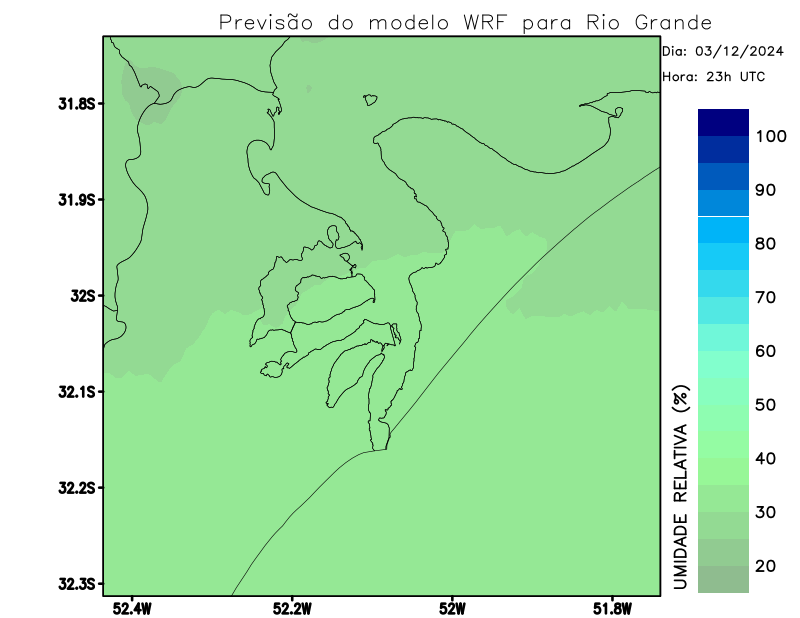 Previsão do modelo WRF para Rio Grande
Dia: 03/12/2024
Hora: 23h UTC
31.8S
31.9S
32S
32.1S
32.2S
32.3S
52.4W 52.2W 52W 51.8W
100
90
80
70
60
50
40
30
20
UMIDADE RELATIVA (%)